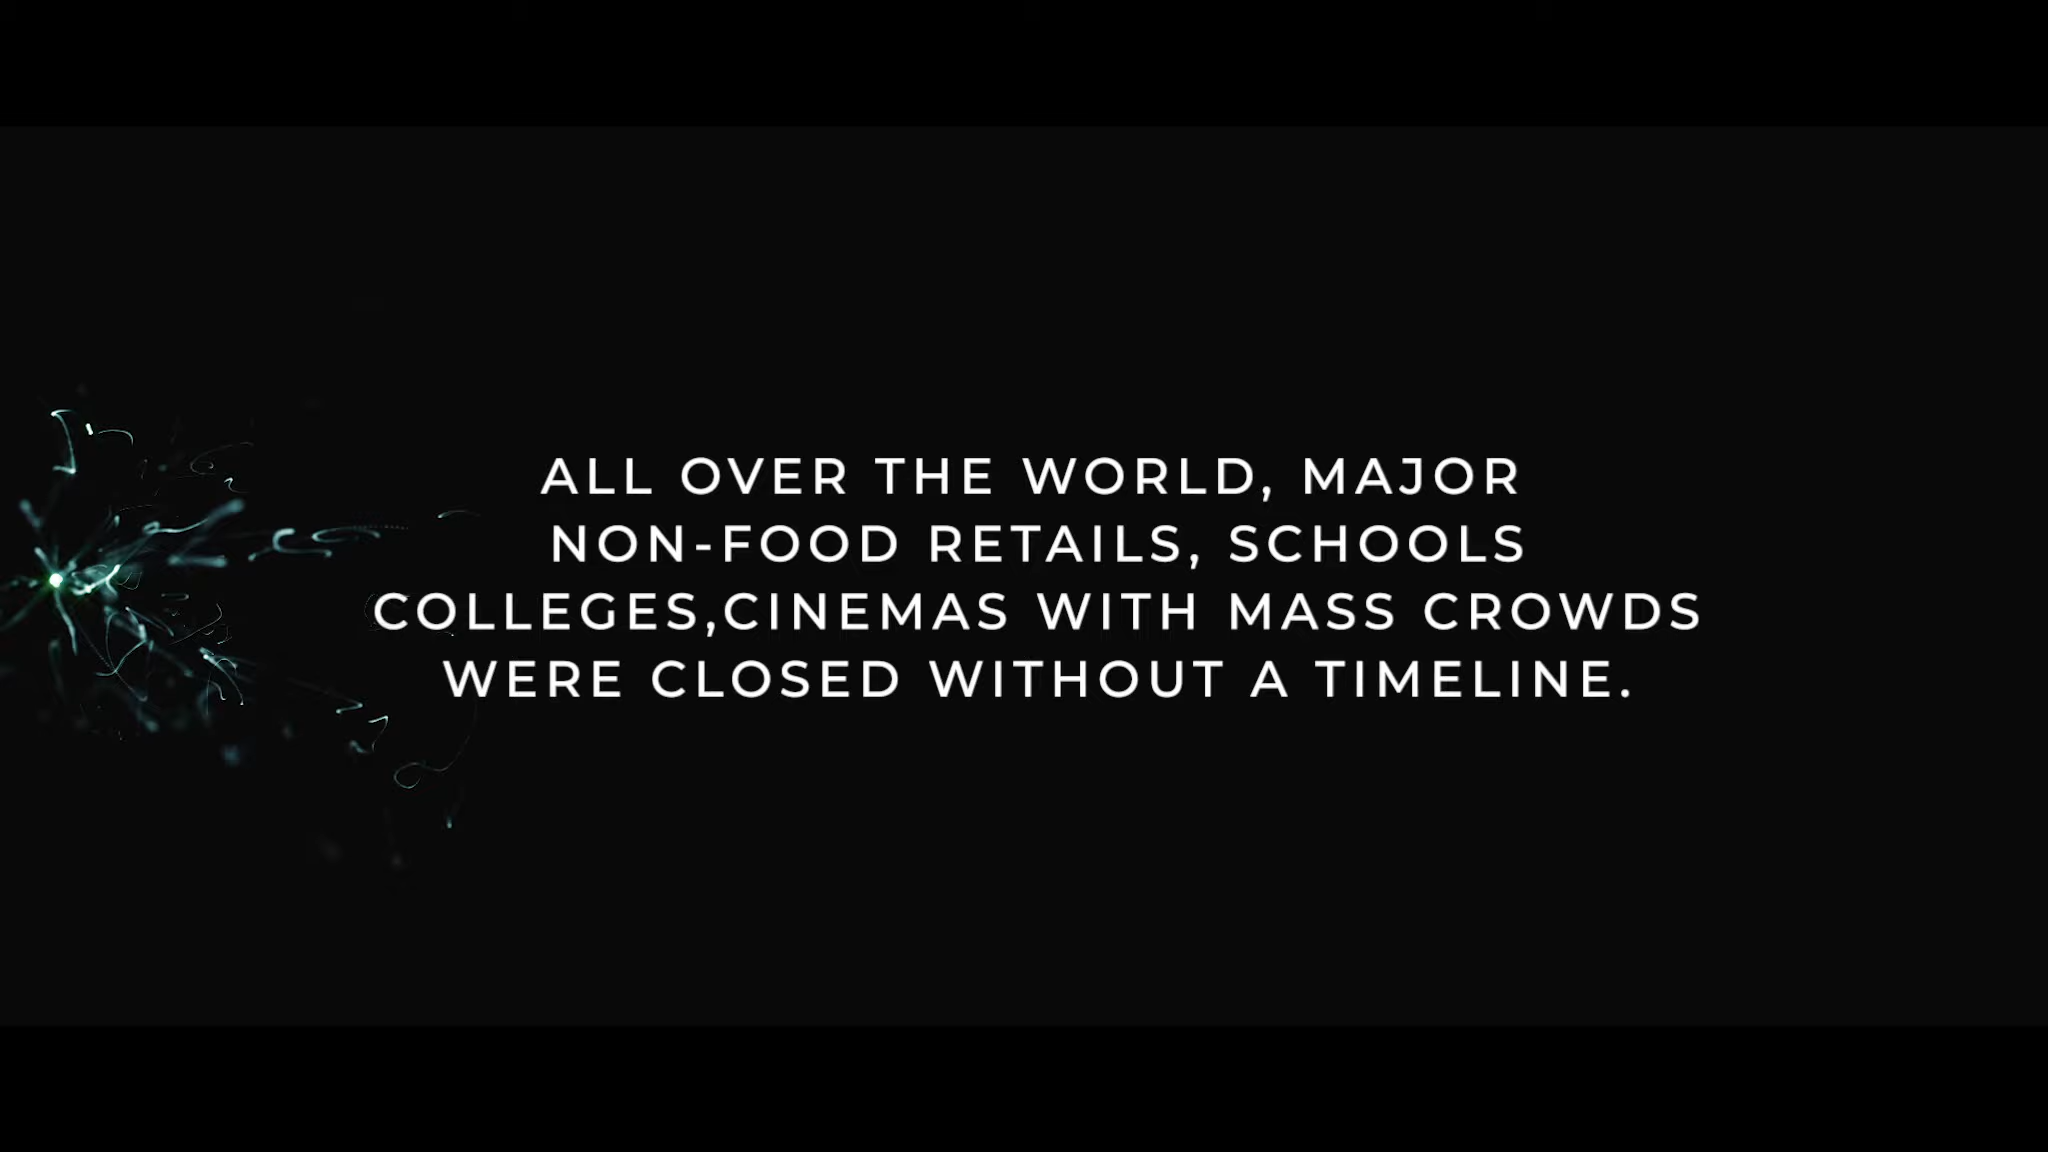 ALL OVER THE WORLD, MAJOR
NON-FOOD RETAILS, SCHOOLS
COLLEGES,CINEMAS WITH MASS CROWDS
WERE CLOSED WITHOUT A TIMELINE.